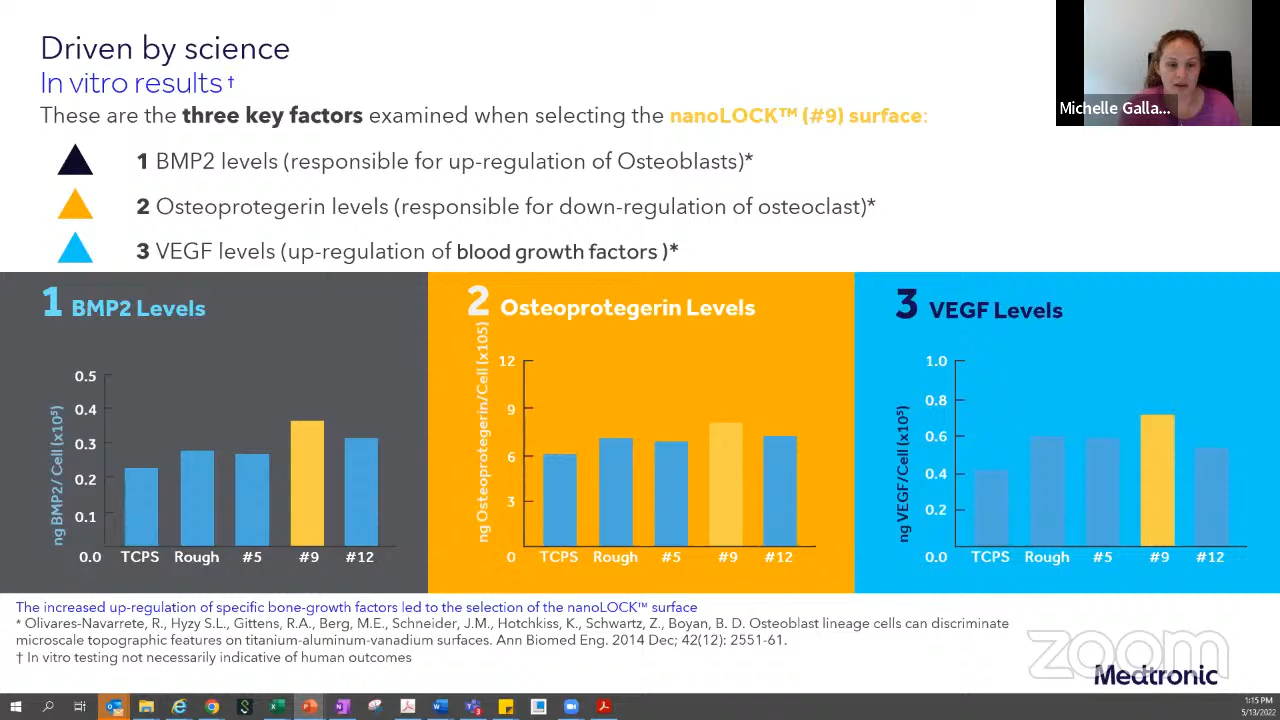 Driven by science
In vitro results †
These are the three key factors examined when selecting the nanoLOCK™ (#9) surface:
1 BMP2 levels (responsible for up-regulation of Osteoblasts)*
2 Osteoprotegerin levels (responsible for down-regulation of osteoclast)*
3 VEGF levels (up-regulation of blood growth factors )*
Michelle Galla...
1 BMP2 Levels
ng BMP2/ Cell (x10⁵)
0.5
0.4
0.3
0.2
0.1
0.0
TCPS Rough #5 #9 #12
2 Osteoprotegerin Levels
ng Osteoprotegerin/Cell (x105)
12
9
6
3
0
TCPS Rough #5 #9 #12
3 VEGF Levels
ng VEGF/Cell (x10⁵)
1.0
0.8
0.6
0.4
0.2
0.0
TCPS Rough #5 #9 #12
The increased up-regulation of specific bone-growth factors led to the selection of the nanoLOCK™ surface
* Olivares-Navarrete, R., Hyzy S.L., Gittens, R.A., Berg, M.E., Schneider, J.M., Hotchkiss, K., Schwartz, Z., Boyan, B. D. Osteoblast lineage cells can discriminate
microscale topographic features on titanium-aluminum-vanadium surfaces. Ann Biomed Eng. 2014 Dec; 42(12): 2551-61.
† In vitro testing not necessarily indicative of human outcomes
zoom
Medtronic
1:15 PM
5/13/2022